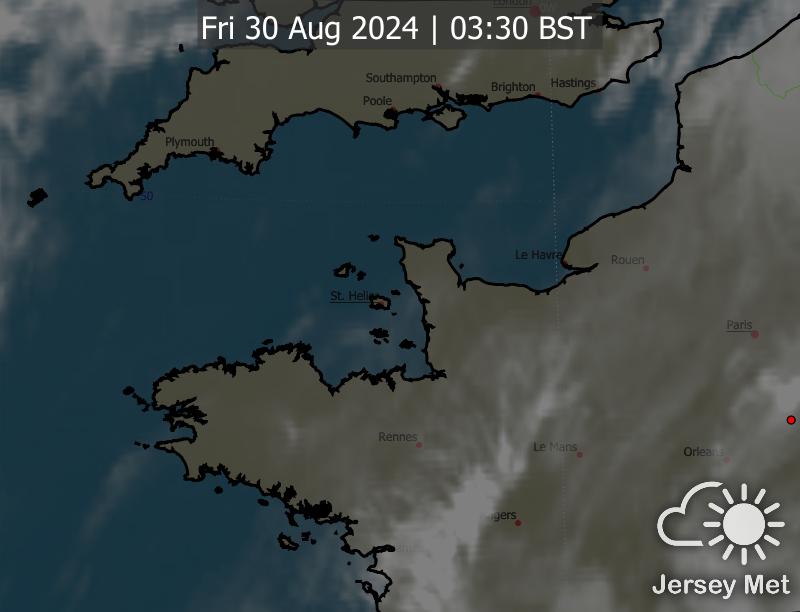 London
Fri 30 Aug 2024 | 03:30 BST
Southampton
Brighton
Hastings
Poole
Plymouth
50
Le Havre
Rouen
St. Helier
Paris
Rennes
Le Mans
Orleans
gers
Jersey Met